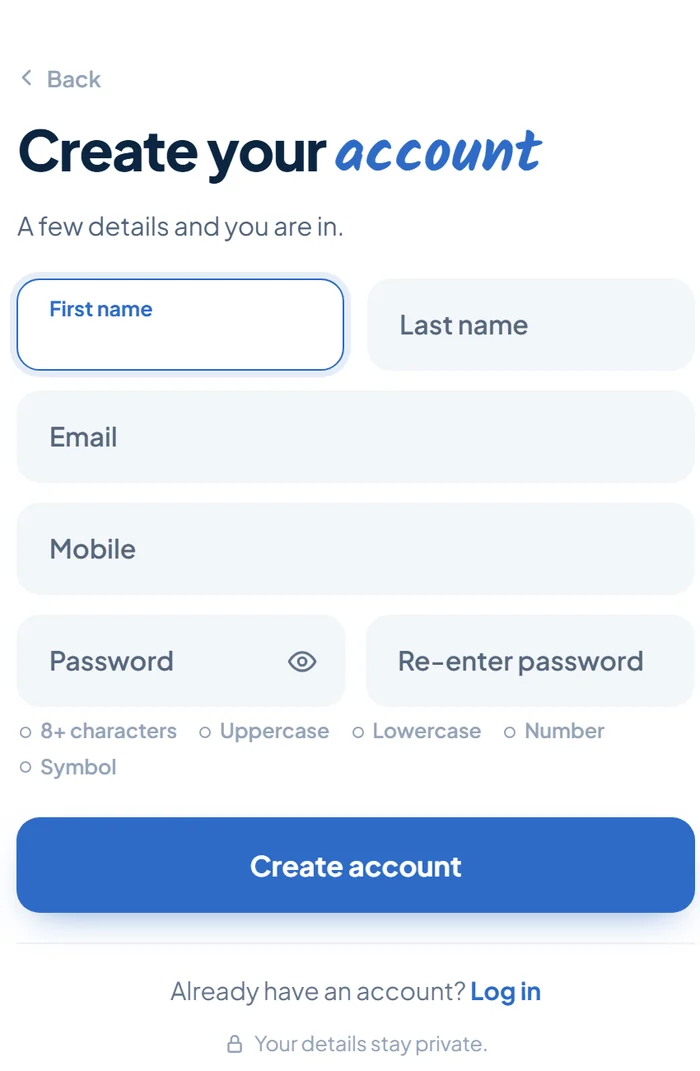 Back
Create your account
A few details and you are in.
First name
Last name
Email
Mobile
Password
Re-enter password
8+ characters Uppercase Lowercase Number
Symbol
Create account
Already have an account? Log in
Your details stay private.